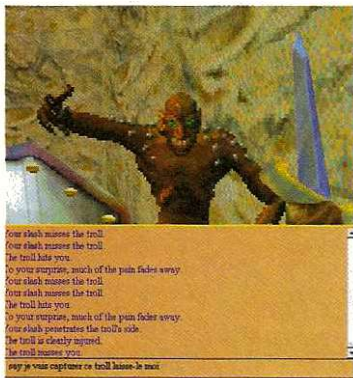 Your slash misses the troll.
Your slash misses the troll.
The troll hits you.
To your surprise, much of the pain fades away.
Your slash misses the troll.
Your slash misses the troll.
The troll hits you.
To your surprise, much of the pain fades away.
Your slash penetrates the troll's side.
The troll is clearly injured.
The troll misses you.
say je vais capturer ce troll laisse-le moi